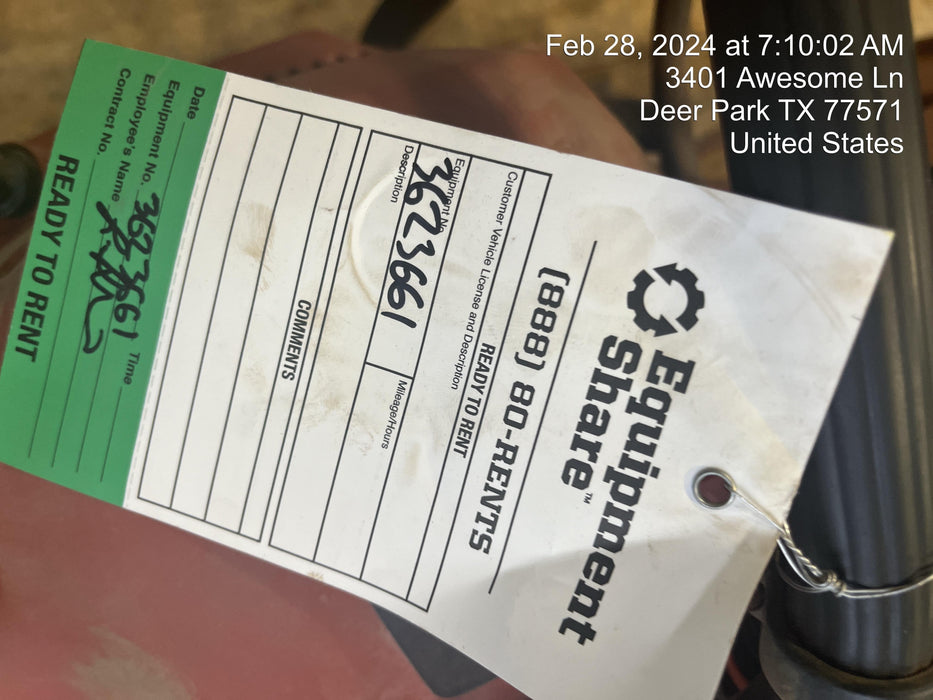 Feb 28, 2024 at 7:10:02 AM
3401 Awesome Ln
Deer Park TX 77571
United States
Equipment
Share™
(888) 80-RENTS
READY TO RENT
Customer Vehicle License and Description
Equipment No.
3623661
Description
Mileage/Hours
COMMENTS
Date
Time
Equipment No. 3623661
Employee's Name
Contract No.
READY TO RENT